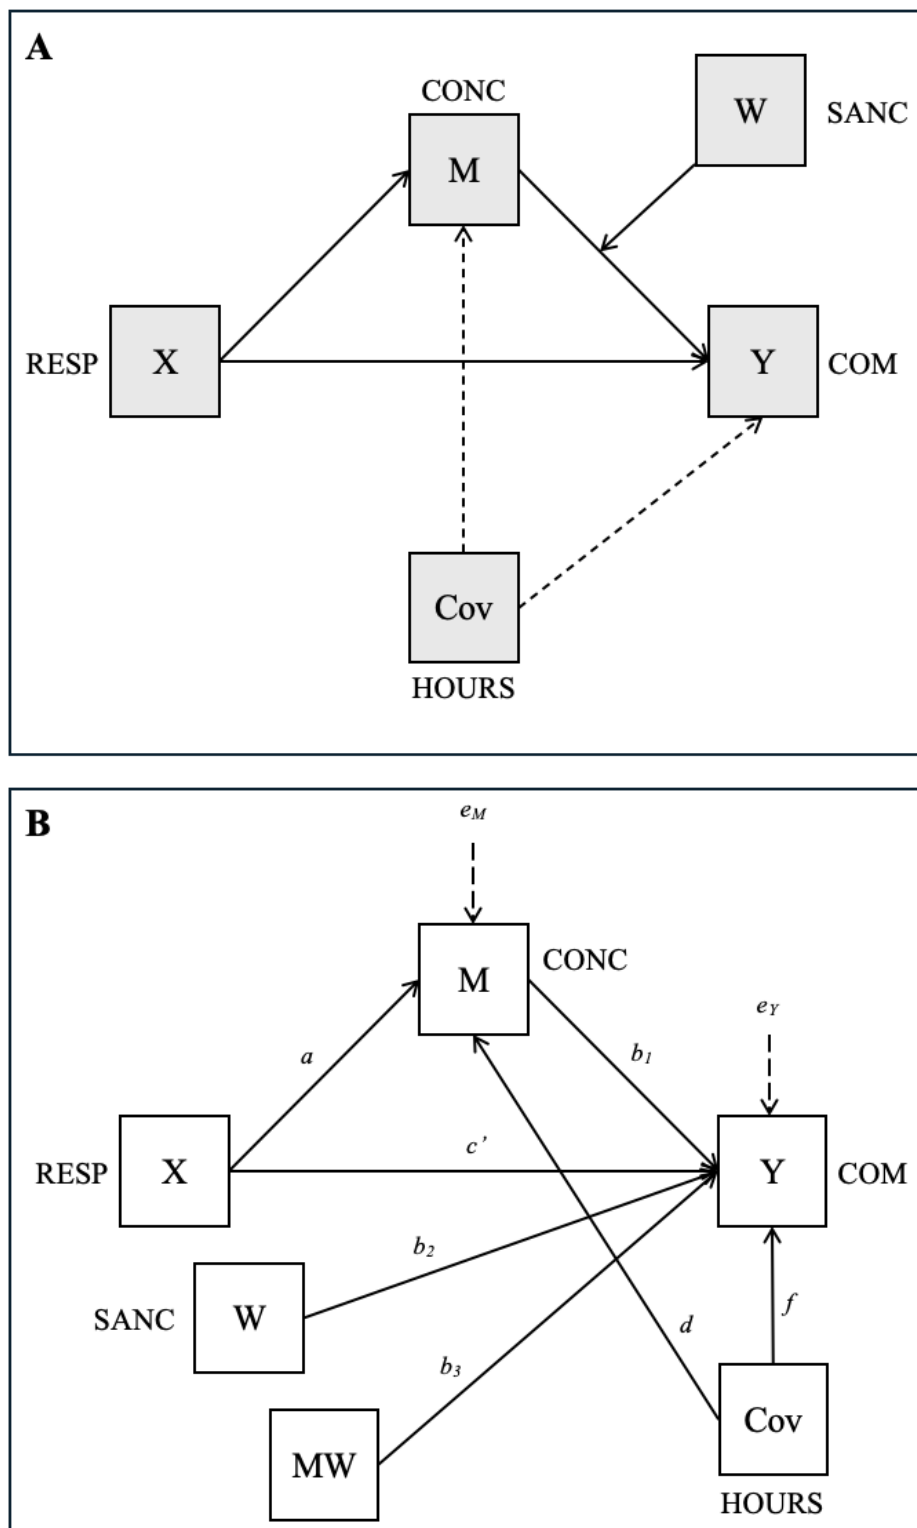 A
CONC
W
SANC
M
RESP
X
Y
COM
Cov
HOURS
B
e_M
M
CONC
e_Y
a
b_1
c’
RESP
X
Y
COM
b_2
SANC
W
f
d
b_3
Cov
MW
HOURS